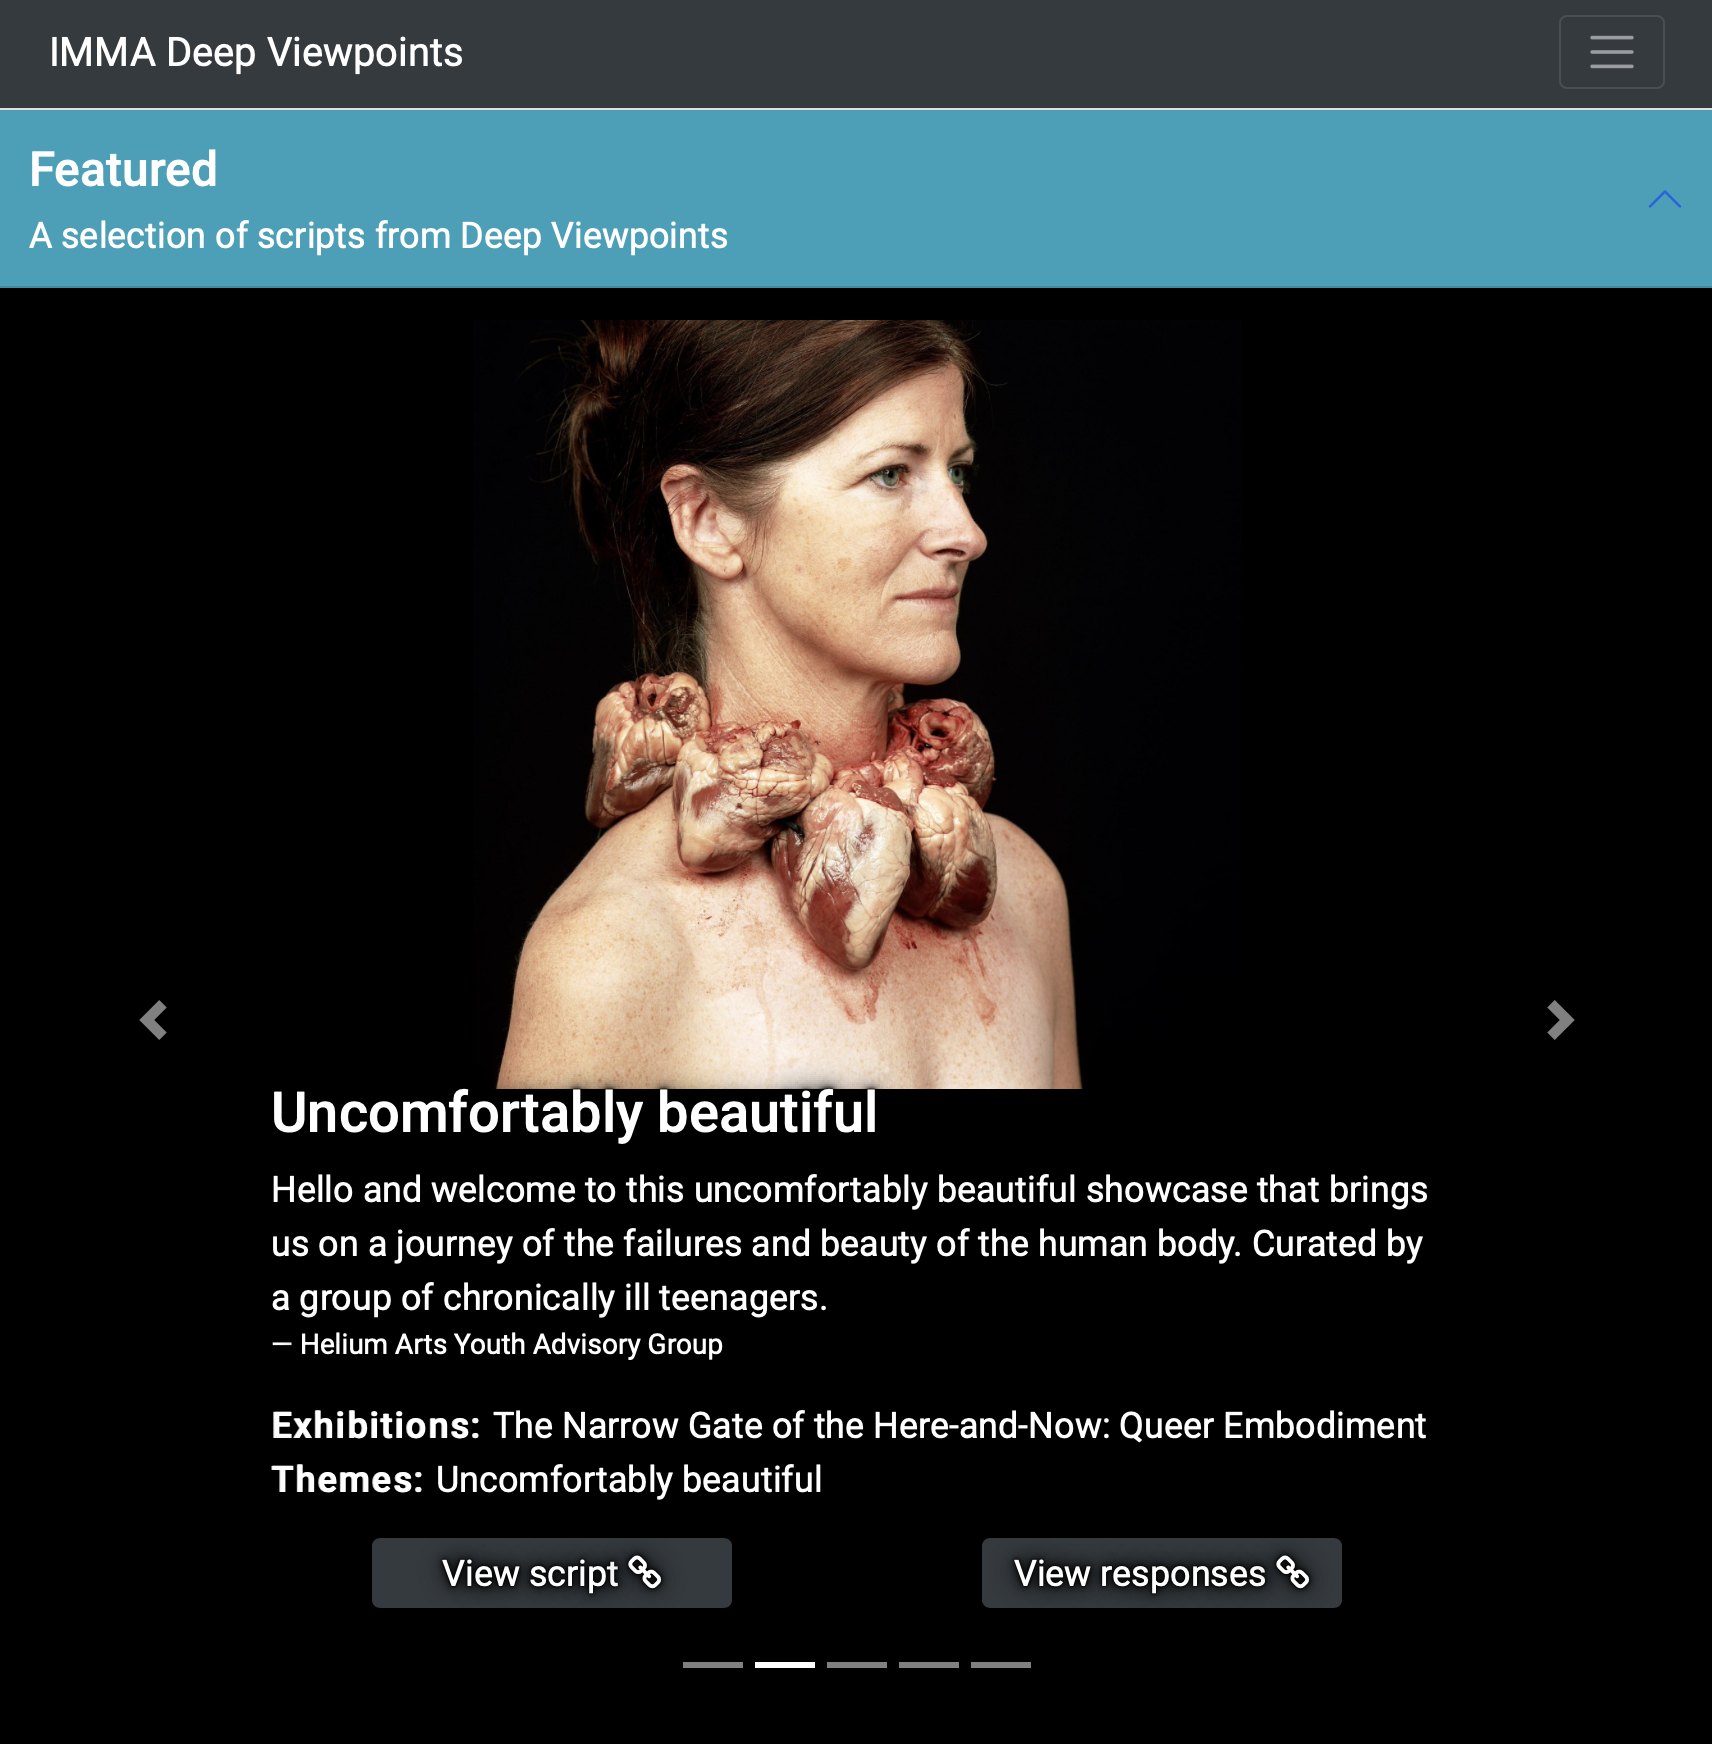 IMMA Deep Viewpoints
Featured
A selection of scripts from Deep Viewpoints
Uncomfortably beautiful
Hello and welcome to this uncomfortably beautiful showcase that brings
us on a journey of the failures and beauty of the human body. Curated by
a group of chronically ill teenagers.
— Helium Arts Youth Advisory Group
Exhibitions: The Narrow Gate of the Here-and-Now: Queer Embodiment
Themes: Uncomfortably beautiful
View script
View responses